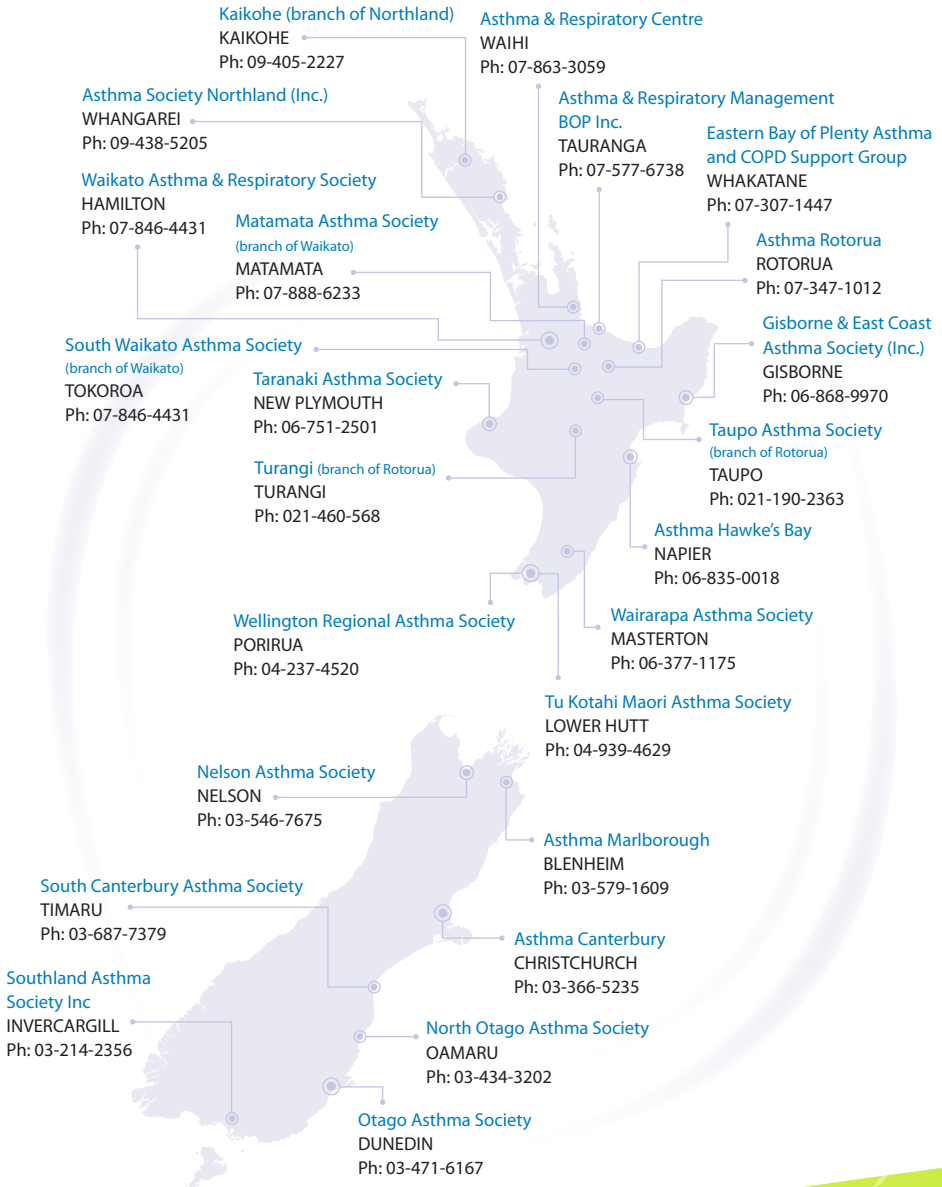 Kaikohe (branch of Northland)
KAIKOHE
Ph: 09-405-2227
Asthma & Respiratory Centre
WAIHI
Ph: 07-863-3059
Asthma Society Northland (Inc.)
WHANGAREI
Ph: 09-438-5205
Asthma & Respiratory Management
BOP Inc.
TAURANGA
Ph: 07-577-6738
Eastern Bay of Plenty Asthma
and COPD Support Group
WHAKATANE
Ph: 07-307-1447
Waikato Asthma & Respiratory Society
HAMILTON
Ph: 07-846-4431
Matamata Asthma Society
(branch of Waikato)
MATAMATA
Ph: 07-888-6233
Asthma Rotorua
ROTORUA
Ph: 07-347-1012
Gisborne & East Coast
Asthma Society (Inc.)
GISBORNE
Ph: 06-868-9970
South Waikato Asthma Society
(branch of Waikato)
TOKOROA
Ph: 07-846-4431
Taranaki Asthma Society
NEW PLYMOUTH
Ph: 06-751-2501
Taupo Asthma Society
(branch of Rotorua)
TAUPO
Ph: 021-190-2363
Turangi (branch of Rotorua)
TURANGI
Ph: 021-460-568
Asthma Hawke's Bay
NAPIER
Ph: 06-835-0018
Wellington Regional Asthma Society
PORIRUA
Ph: 04-237-4520
Wairarapa Asthma Society
MASTERTON
Ph: 06-377-1175
Tu Kotahi Maori Asthma Society
LOWER HUTT
Ph: 04-939-4629
Nelson Asthma Society
NELSON
Ph: 03-546-7675
Asthma Marlborough
BLENHEIM
Ph: 03-579-1609
South Canterbury Asthma Society
TIMARU
Ph: 03-687-7379
Asthma Canterbury
CHRISTCHURCH
Ph: 03-366-5235
Southland Asthma
Society Inc
INVERCARGILL
Ph: 03-214-2356
North Otago Asthma Society
OAMARU
Ph: 03-434-3202
Otago Asthma Society
DUNEDIN
Ph: 03-471-6167